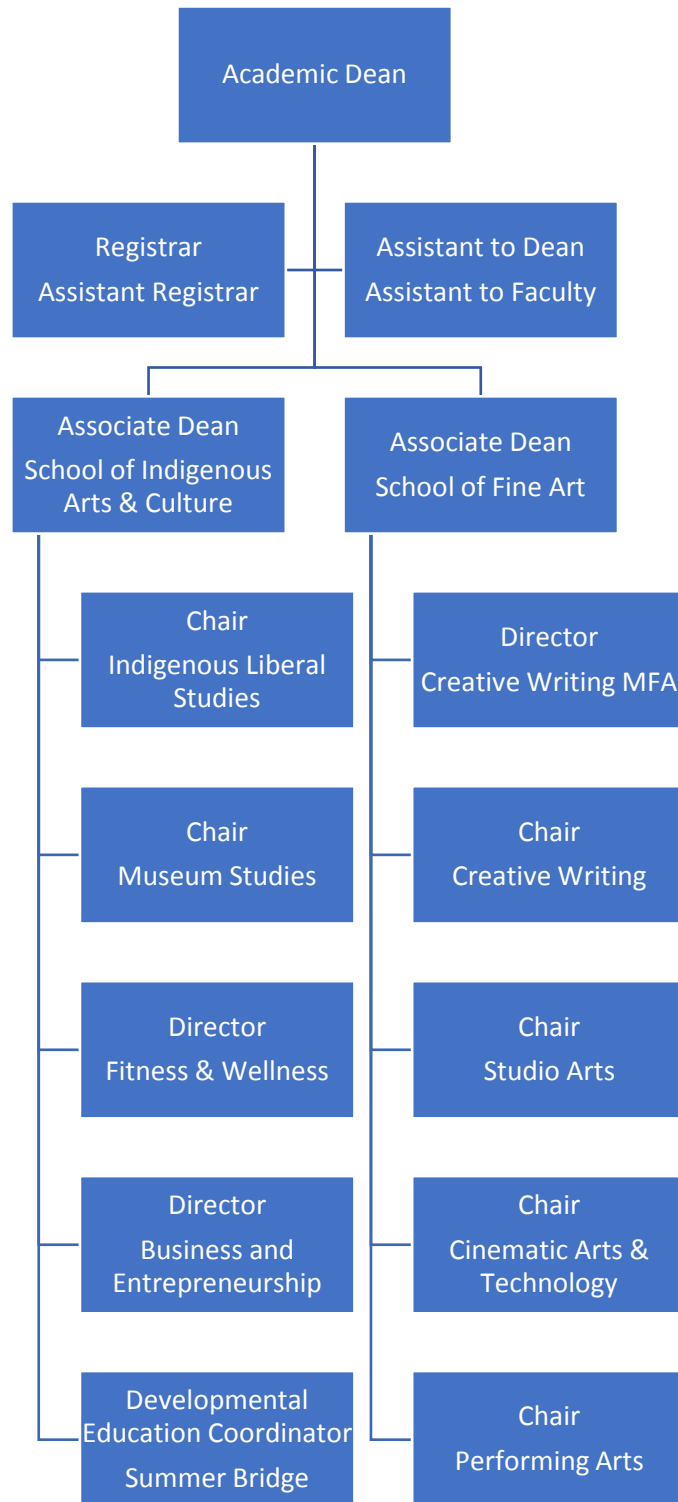 Academic Dean
Registrar
Assistant Registrar
Assistant to Dean
Assistant to Faculty
Associate Dean
School of Indigenous
Arts & Culture
Associate Dean
School of Fine Art
Chair
Indigenous Liberal
Studies
Director
Creative Writing MFA
Chair
Museum Studies
Chair
Creative Writing
Director
Fitness & Wellness
Chair
Studio Arts
Director
Business and
Entrepreneurship
Chair
Cinematic Arts &
Technology
Developmental
Education Coordinator
Summer Bridge
Chair
Performing Arts